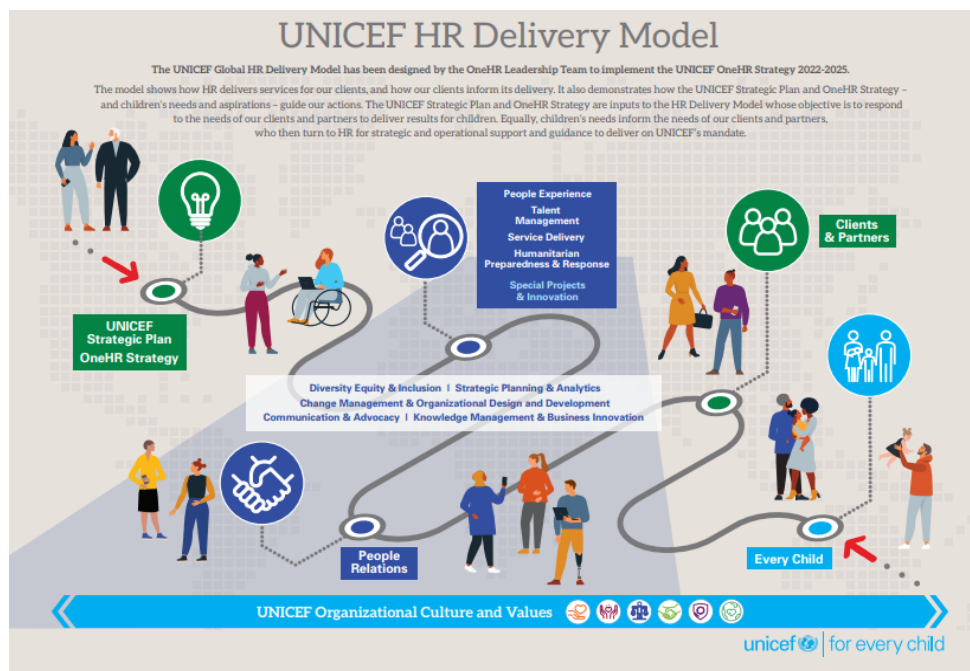 UNICEF HR Delivery Model
The UNICEF Global HR Delivery Model has been designed by the OneHR Leadership Team to implement the UNICEF OneHR Strategy 2022-2025.
The model shows how HR delivers services for our clients, and how our clients inform its delivery. It also demonstrates how the UNICEF Strategic Plan and OneHR Strategy –
and children's needs and aspirations – guide our actions. The UNICEF Strategic Plan and OneHR Strategy are inputs to the HR Delivery Model whose objective is to respond
to the needs of our clients and partners to deliver results for children. Equally, children's needs inform the needs of our clients and partners,
who then turn to HR for strategic and operational support and guidance to deliver on UNICEF's mandate.
People Experience
Talent
Management
Service Delivery
Humanitarian
Preparedness & Response
Special Projects
& Innovation
Clients
& Partners
UNICEF
Strategic Plan
OneHR Strategy
Diversity Equity & Inclusion | Strategic Planning & Analytics
Change Management & Organizational Design and Development
Communication & Advocacy | Knowledge Management & Business Innovation
People
Relations
Every Child
UNICEF Organizational Culture and Values
unicef | for every child